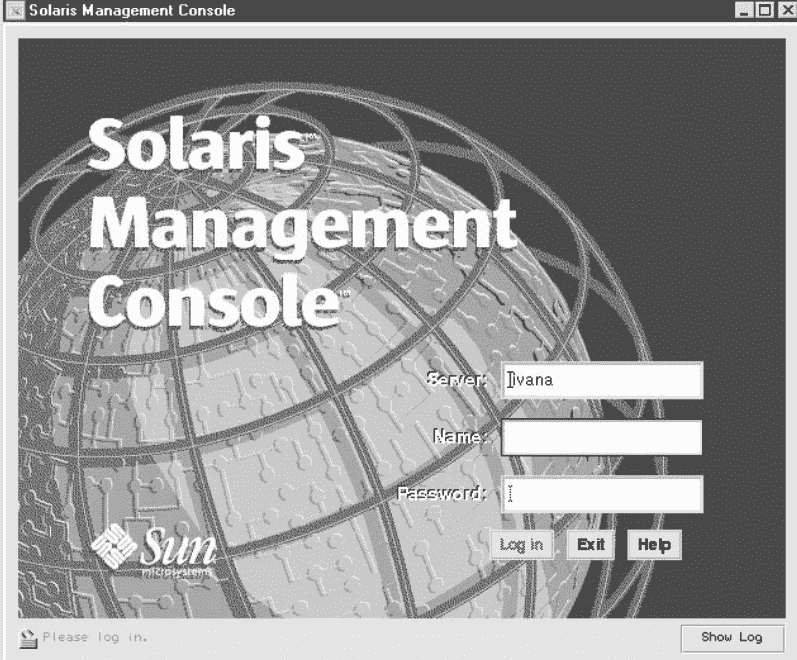 Solaris Management Console
Solaris™
Management
Console™
Server: ivana
Name:
Password:
Log in Exit Help
Sun
microsystems
Please log in.
Show Log